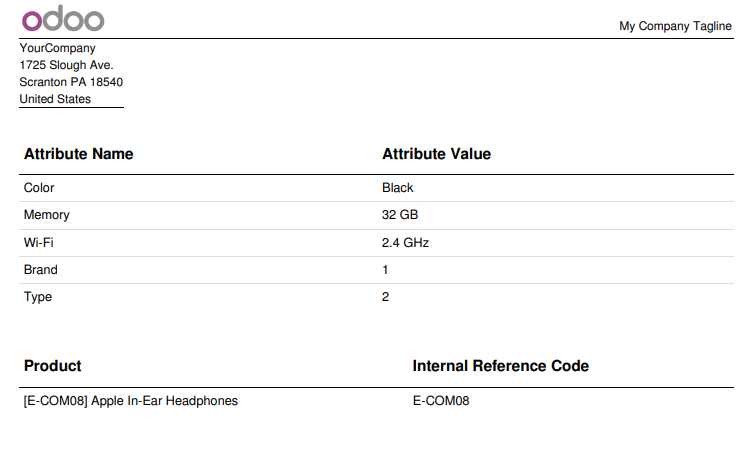 odoo
My Company Tagline
YourCompany
1725 Slough Ave.
Scranton PA 18540
United States
Attribute Name Attribute Value
Color Black
Memory 32 GB
Wi-Fi 2.4 GHz
Brand 1
Type 2
Product Internal Reference Code
[E-COM08] Apple In-Ear Headphones E-COM08